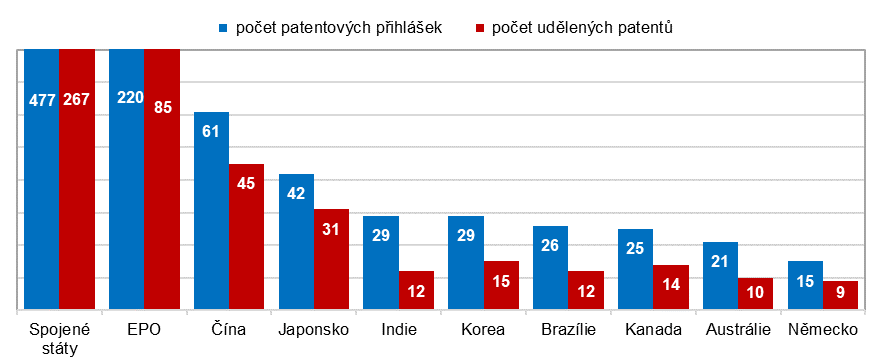 počet patentových přihlášek počet udělených patentů
477 267 220 85 61 45 42 31 29 12 29 15 26 12 25 14 21 10 15 9
Spojené státy EPO Čína Japonsko Indie Korea Brazílie Kanada Austrálie Německo